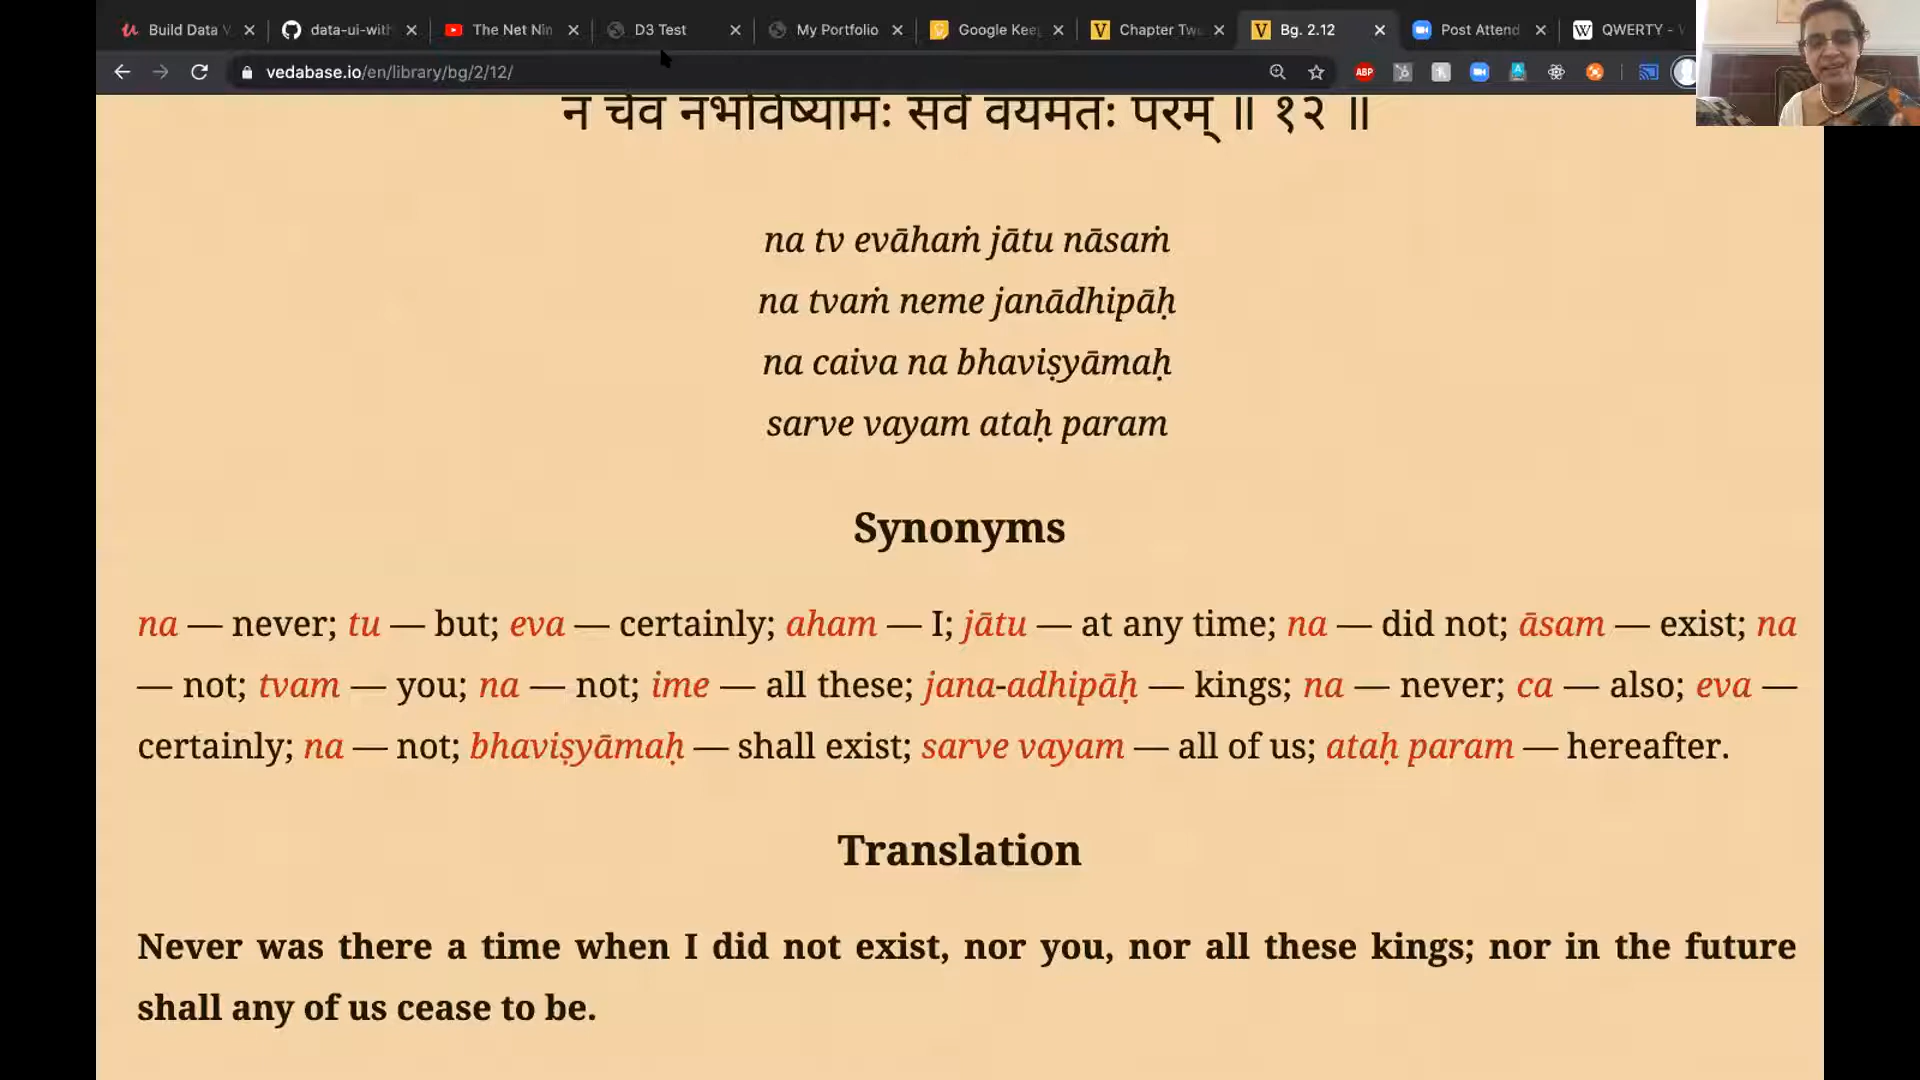 Build Data V
data-ui-with
The Net Nin
D3 Test
My Portfolio
Google Keep
Chapter Two
Bg. 2.12
Post Attend
QWERTY -
vedabase.io/en/library/bg/2/12/
ABP
न चैव नभविष्यामः सर्वे वयमतः परम् ॥ १२ ॥
na tv evāhaṁ jātu nāsaṁ
na tvaṁ neme janādhipāḥ
na caiva na bhaviṣyāmaḥ
sarve vayam ataḥ param
Synonyms
na — never; tu — but; eva — certainly; aham — I; jātu — at any time; na — did not; āsam — exist; na
— not; tvam — you; na — not; ime — all these; jana-adhipāḥ — kings; na — never; ca — also; eva —
certainly; na — not; bhaviṣyāmaḥ — shall exist; sarve vayam — all of us; ataḥ param — hereafter.
Translation
Never was there a time when I did not exist, nor you, nor all these kings; nor in the future
shall any of us cease to be.